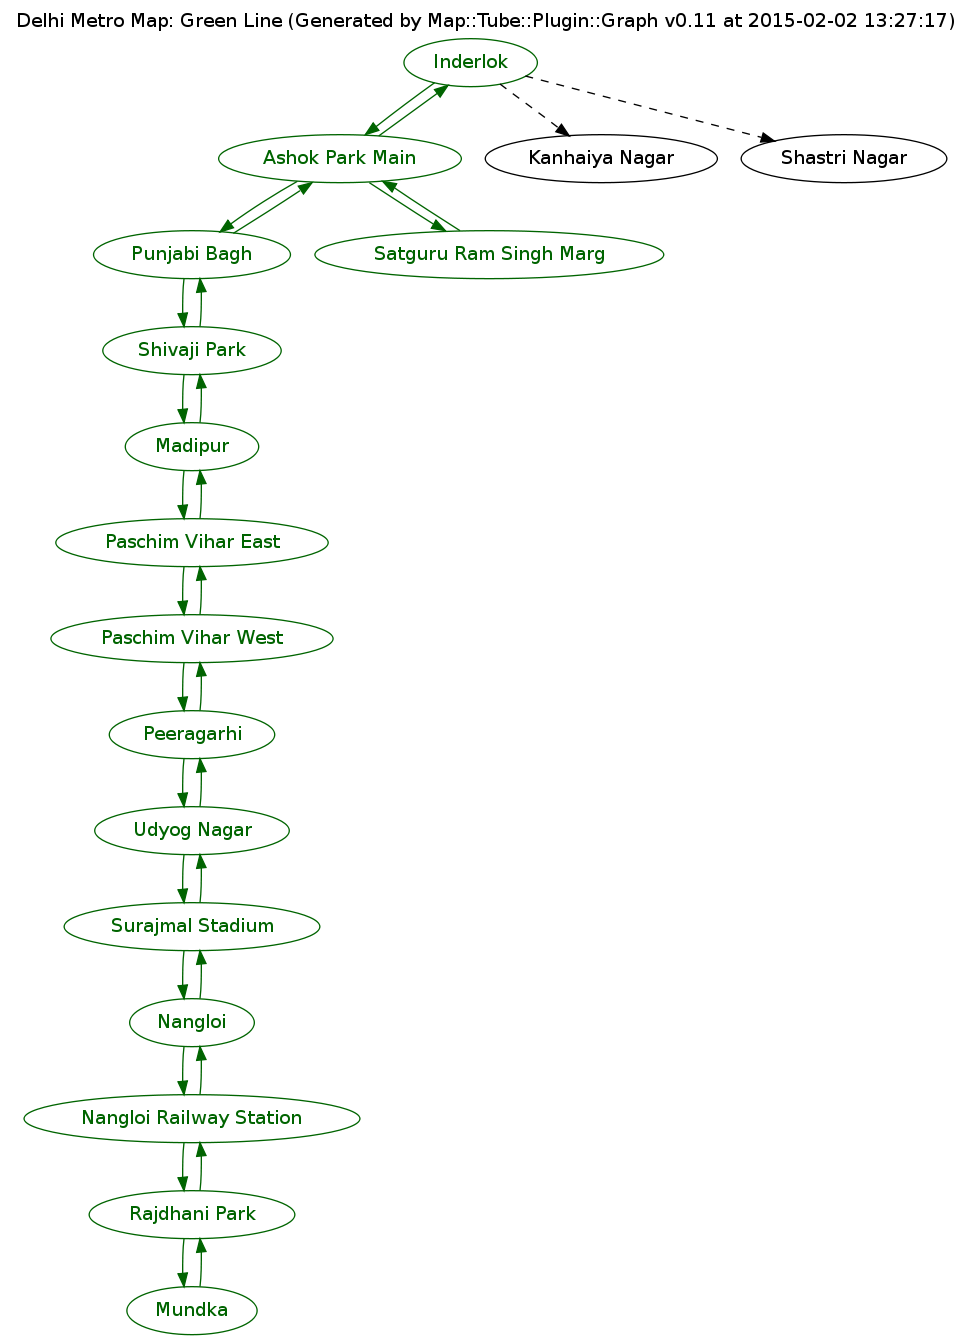 Delhi Metro Map: Green Line (Generated by Map::Tube::Plugin::Graph v0.11 at 2015-02-02 13:27:17)
Inderlok
Ashok Park Main
Kanhaiya Nagar
Shastri Nagar
Punjabi Bagh
Satguru Ram Singh Marg
Shivaji Park
Madipur
Paschim Vihar East
Paschim Vihar West
Peeragarhi
Udyog Nagar
Surajmal Stadium
Nangloi
Nangloi Railway Station
Rajdhani Park
Mundka